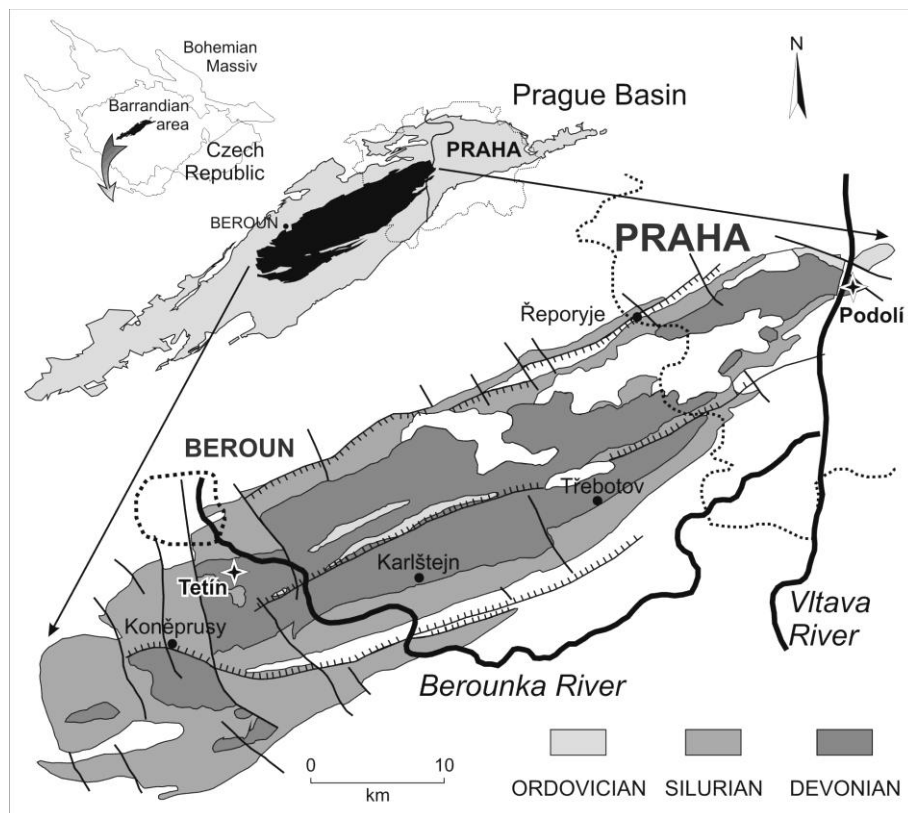 Bohemian
Massiv
Barrandian
area
Czech
Republic
N
Prague Basin
PRAHA
BEROUN
PRAHA
Řeporyje
Podolí
BEROUN
Třebotov
Karlštejn
Tetín
Koněprusy
Vltava
River
Berounka River
0 10
km
ORDOVICIAN SILURIAN DEVONIAN